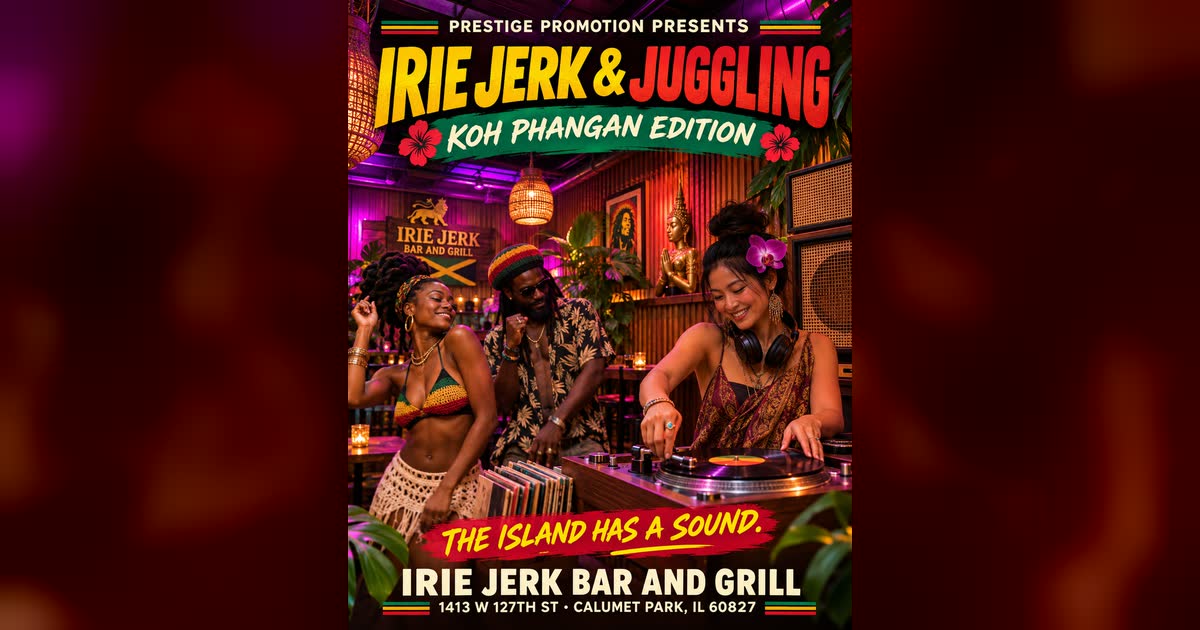 PRESTIGE PROMOTION PRESENTS
IRIE JERK & JUGGLING
KOH PHANGAN EDITION
IRIE JERK
BAR AND GRILL
THE ISLAND HAS A SOUND.
IRIE JERK BAR AND GRILL
1413 W 127TH ST • CALUMET PARK, IL 60827